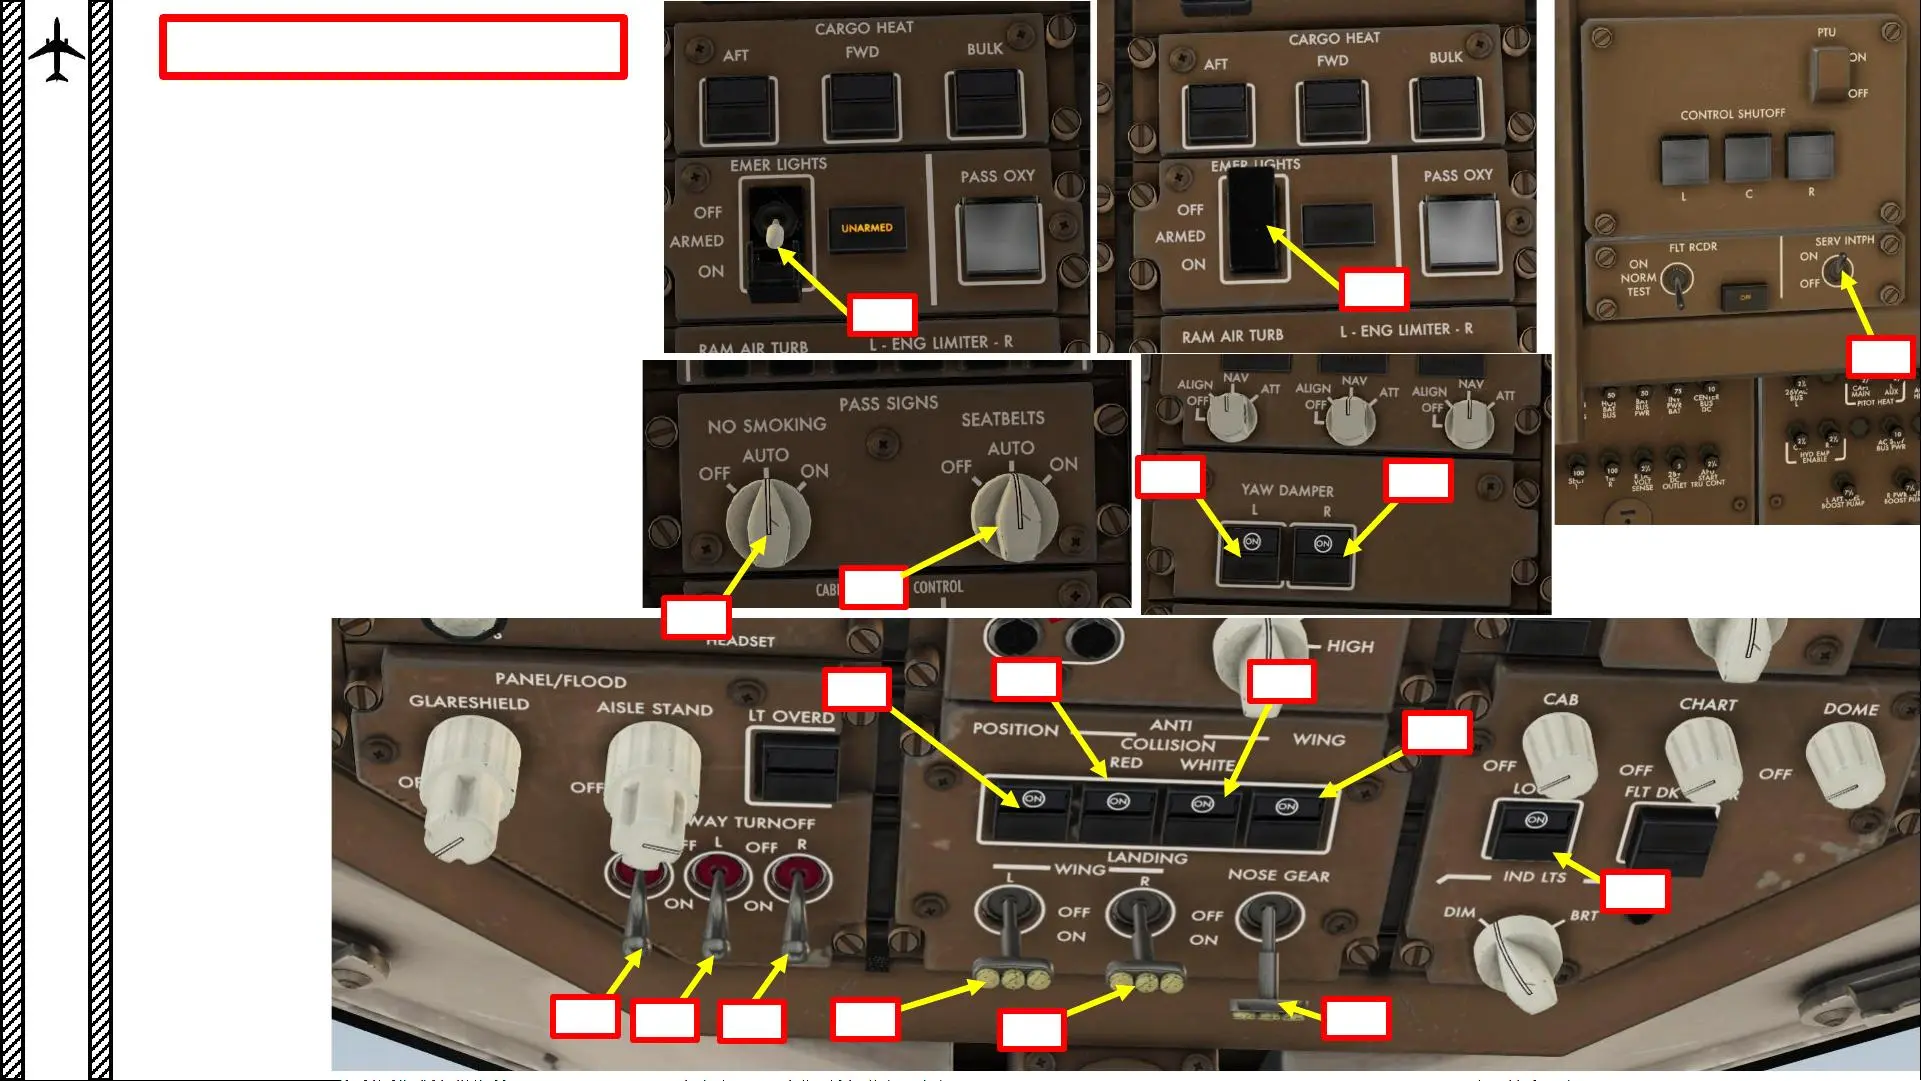 CARGO HEAT
AFT
FWD
BULK
EMER LIGHTS
OFF
ARMED
ON
UNARMED
PASS OXY
RAM AIR TURB
L - ENG LIMITER - R
CARGO HEAT
AFT
FWD
BULK
EMER LIGHTS
OFF
ARMED
ON
PASS OXY
RAM AIR TURB
L - ENG LIMITER - R
PTU
ON
OFF
CONTROL SHUTOFF
L
C
R
FLT RCDR
ON
NORM
TEST
OFF
SERV INTPH
ON
OFF
PASS SIGNS
NO SMOKING
OFF
AUTO
ON
SEATBELTS
OFF
AUTO
ON
CONTROL
ALIGN
OFF
NAV
ATT
ALIGN
OFF
NAV
ATT
ALIGN
OFF
NAV
ATT
YAW DAMPER
L
R
ON
ON
PITOT HEAT
HYD EMP
ENABLE
HEADSET
PANEL/FLOOD
GLARESHIELD
AISLE STAND
OFF
LT OVRD
WAY TURNOFF
L
OFF
R
ON
ON
HIGH
POSITION
ANTI
COLLISION
RED
WHITE
WING
ON
ON
ON
ON
LANDING
WING
L
R
NOSE GEAR
OFF
ON
OFF
ON
CAB
CHART
DOME
OFF
OFF
OFF
ON
FLT DK
IND LTS
DIM
BRT